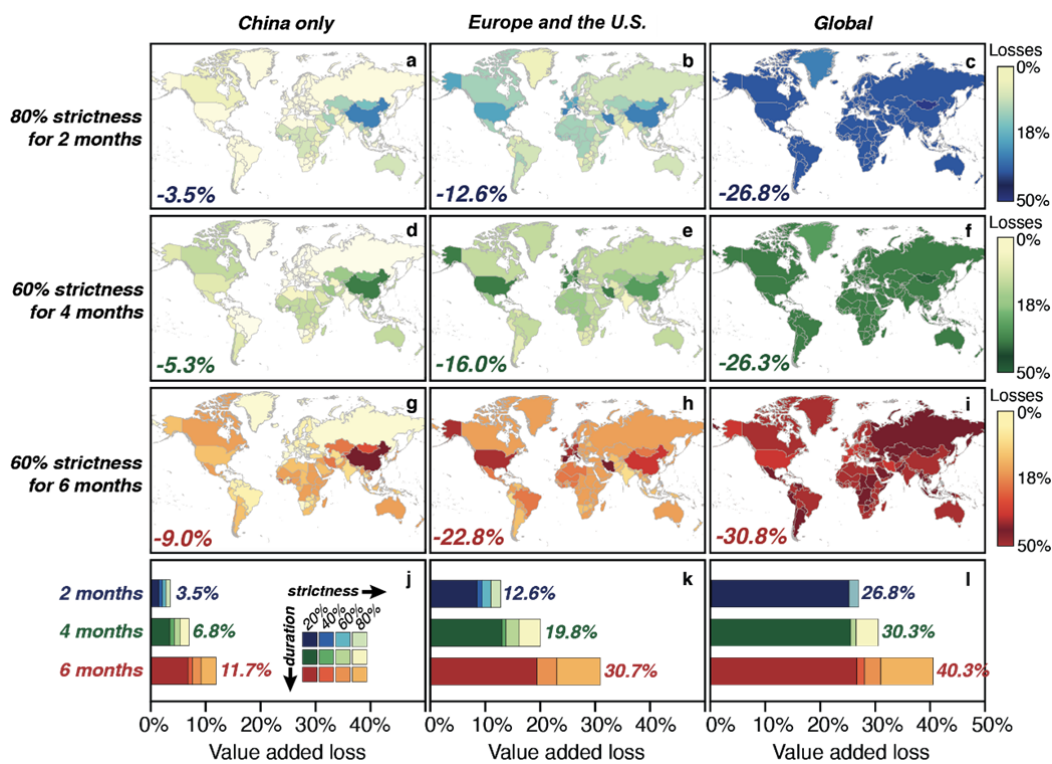 China only
Europe and the U.S.
Global
80% strictness
for 2 months
a
-3.5%
b
-12.6%
c
-26.8%
Losses
0%
18%
50%
60% strictness
for 4 months
d
-5.3%
e
-16.0%
f
-26.3%
Losses
0%
18%
50%
60% strictness
for 6 months
g
-9.0%
h
-22.8%
i
-30.8%
Losses
0%
18%
50%
2 months
4 months
6 months
j
3.5%
6.8%
11.7%
strictness
20% 40% 60% 80%
duration
k
12.6%
19.8%
30.7%
l
26.8%
30.3%
40.3%
0% 10% 20% 30% 40%
0% 10% 20% 30% 40%
0% 10% 20% 30% 40% 50%
Value added loss
Value added loss
Value added loss